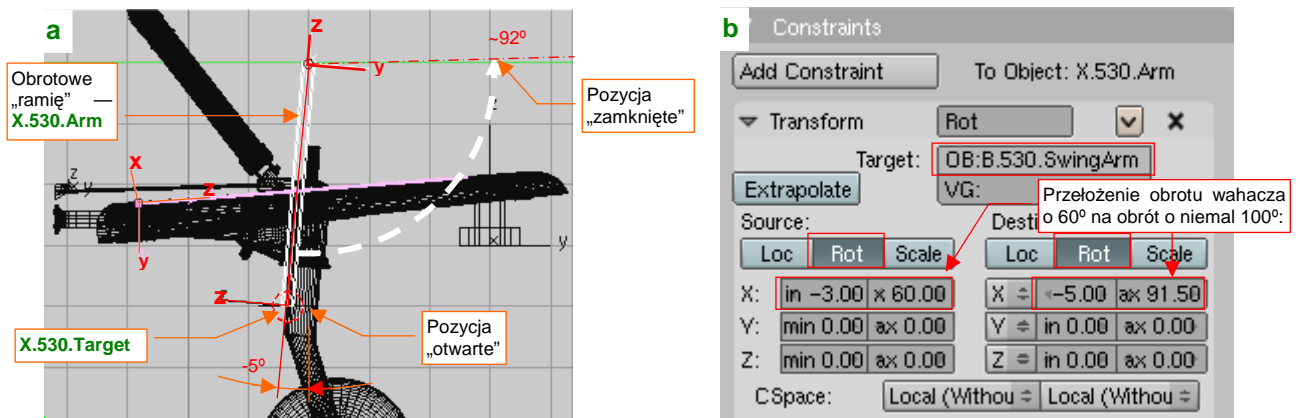 a
z
~92º
y
Obrotowe
„ramię” —
X.530.Arm
Pozycja
„zamknięte”
z
x
z
y
z
y
y
z
X.530.Target
Pozycja
„otwarte”
-5º
b
Constraints
Add Constraint
To Object: X.530.Arm
Transform
Rot
Target:
OB:B.530.SwingArm
Extrapolate
VG:
Przełożenie obrotu wahacza
o 60º na obrót o niemal 100º:
Source:
Desti
Loc Rot Scale
Loc Rot Scale
X: in -3.00 x 60.00
X -5.00 ax 91.50
Y: min 0.00 ax 0.00
Y in 0.00 ax 0.00
Z: min 0.00 ax 0.00
Z in 0.00 ax 0.00
CSpace: Local (Withou Local (Withou